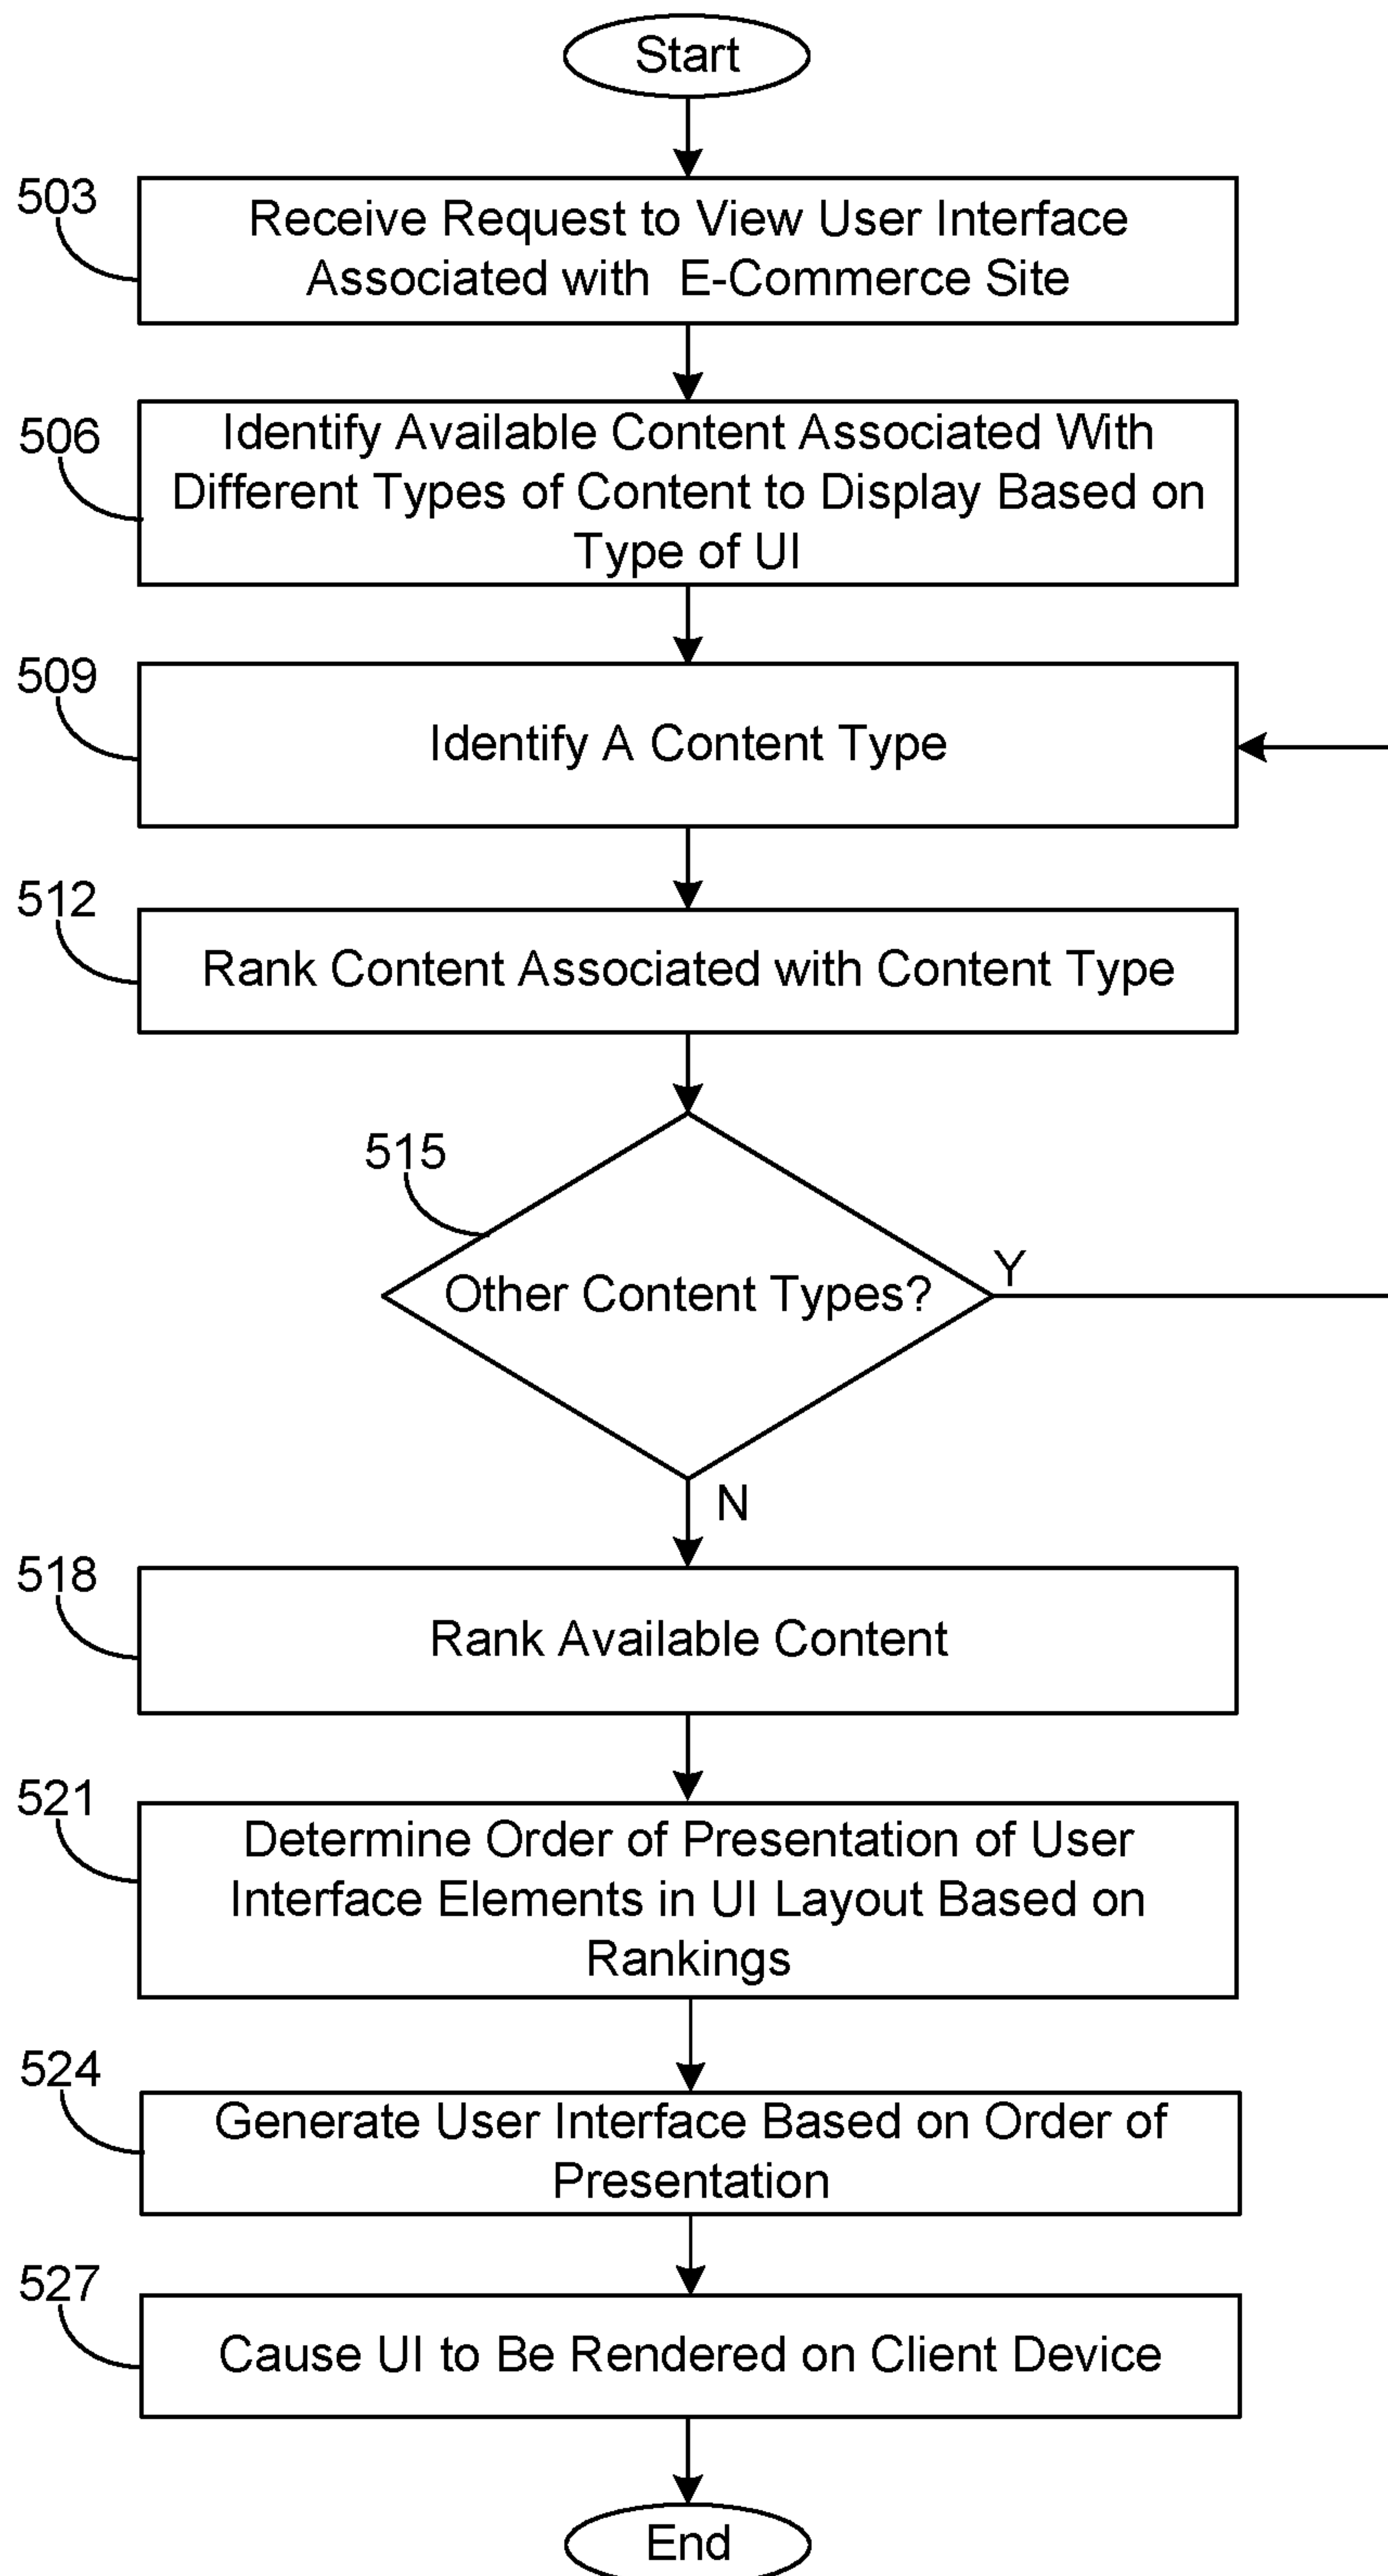 Start
503
Receive Request to View User Interface
Associated with  E-Commerce Site
506
Identify Available Content Associated With
Different Types of Content to Display Based on
Type of UI
509
Identify A Content Type
512
Rank Content Associated with Content Type
515
Other Content Types?
Y
N
518
Rank Available Content
521
Determine Order of Presentation of User
Interface Elements in UI Layout Based on
Rankings
524
Generate User Interface Based on Order of
Presentation
527
Cause UI to Be Rendered on Client Device
End